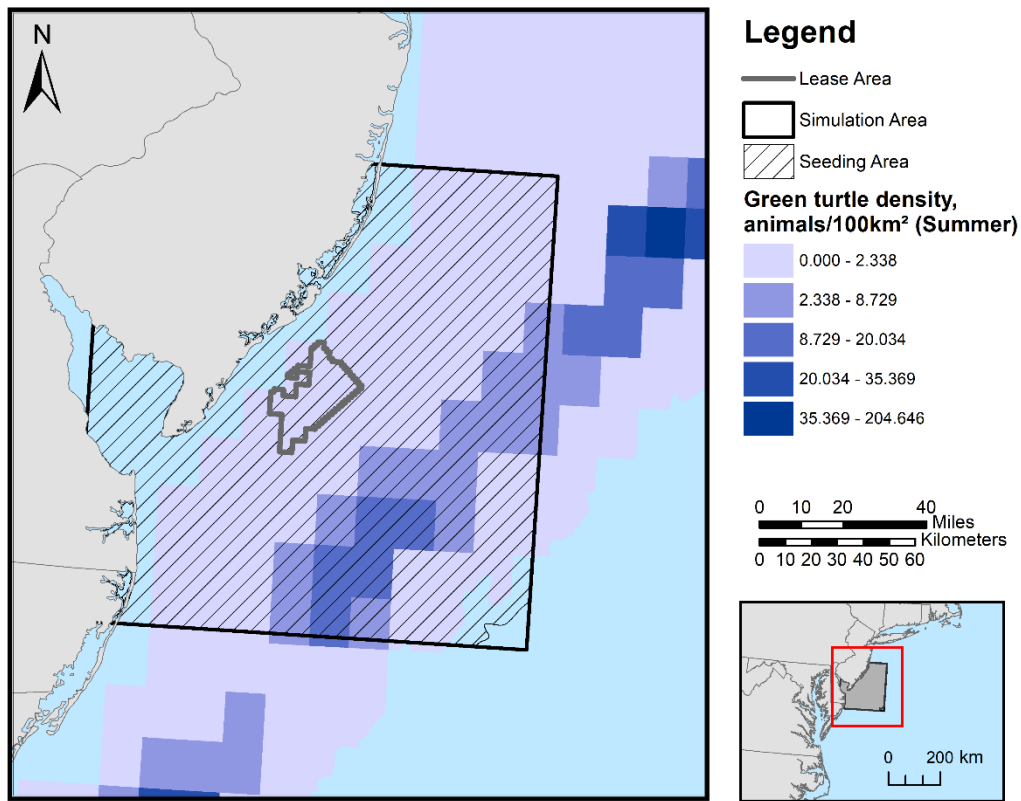 N
Legend
Lease Area
Simulation Area
Seeding Area
Green turtle density,
animals/100km² (Summer)
0.000 - 2.338
2.338 - 8.729
8.729 - 20.034
20.034 - 35.369
35.369 - 204.646
0 10 20 40
Miles
Kilometers
0 10 20 30 40 50 60
0 200 km